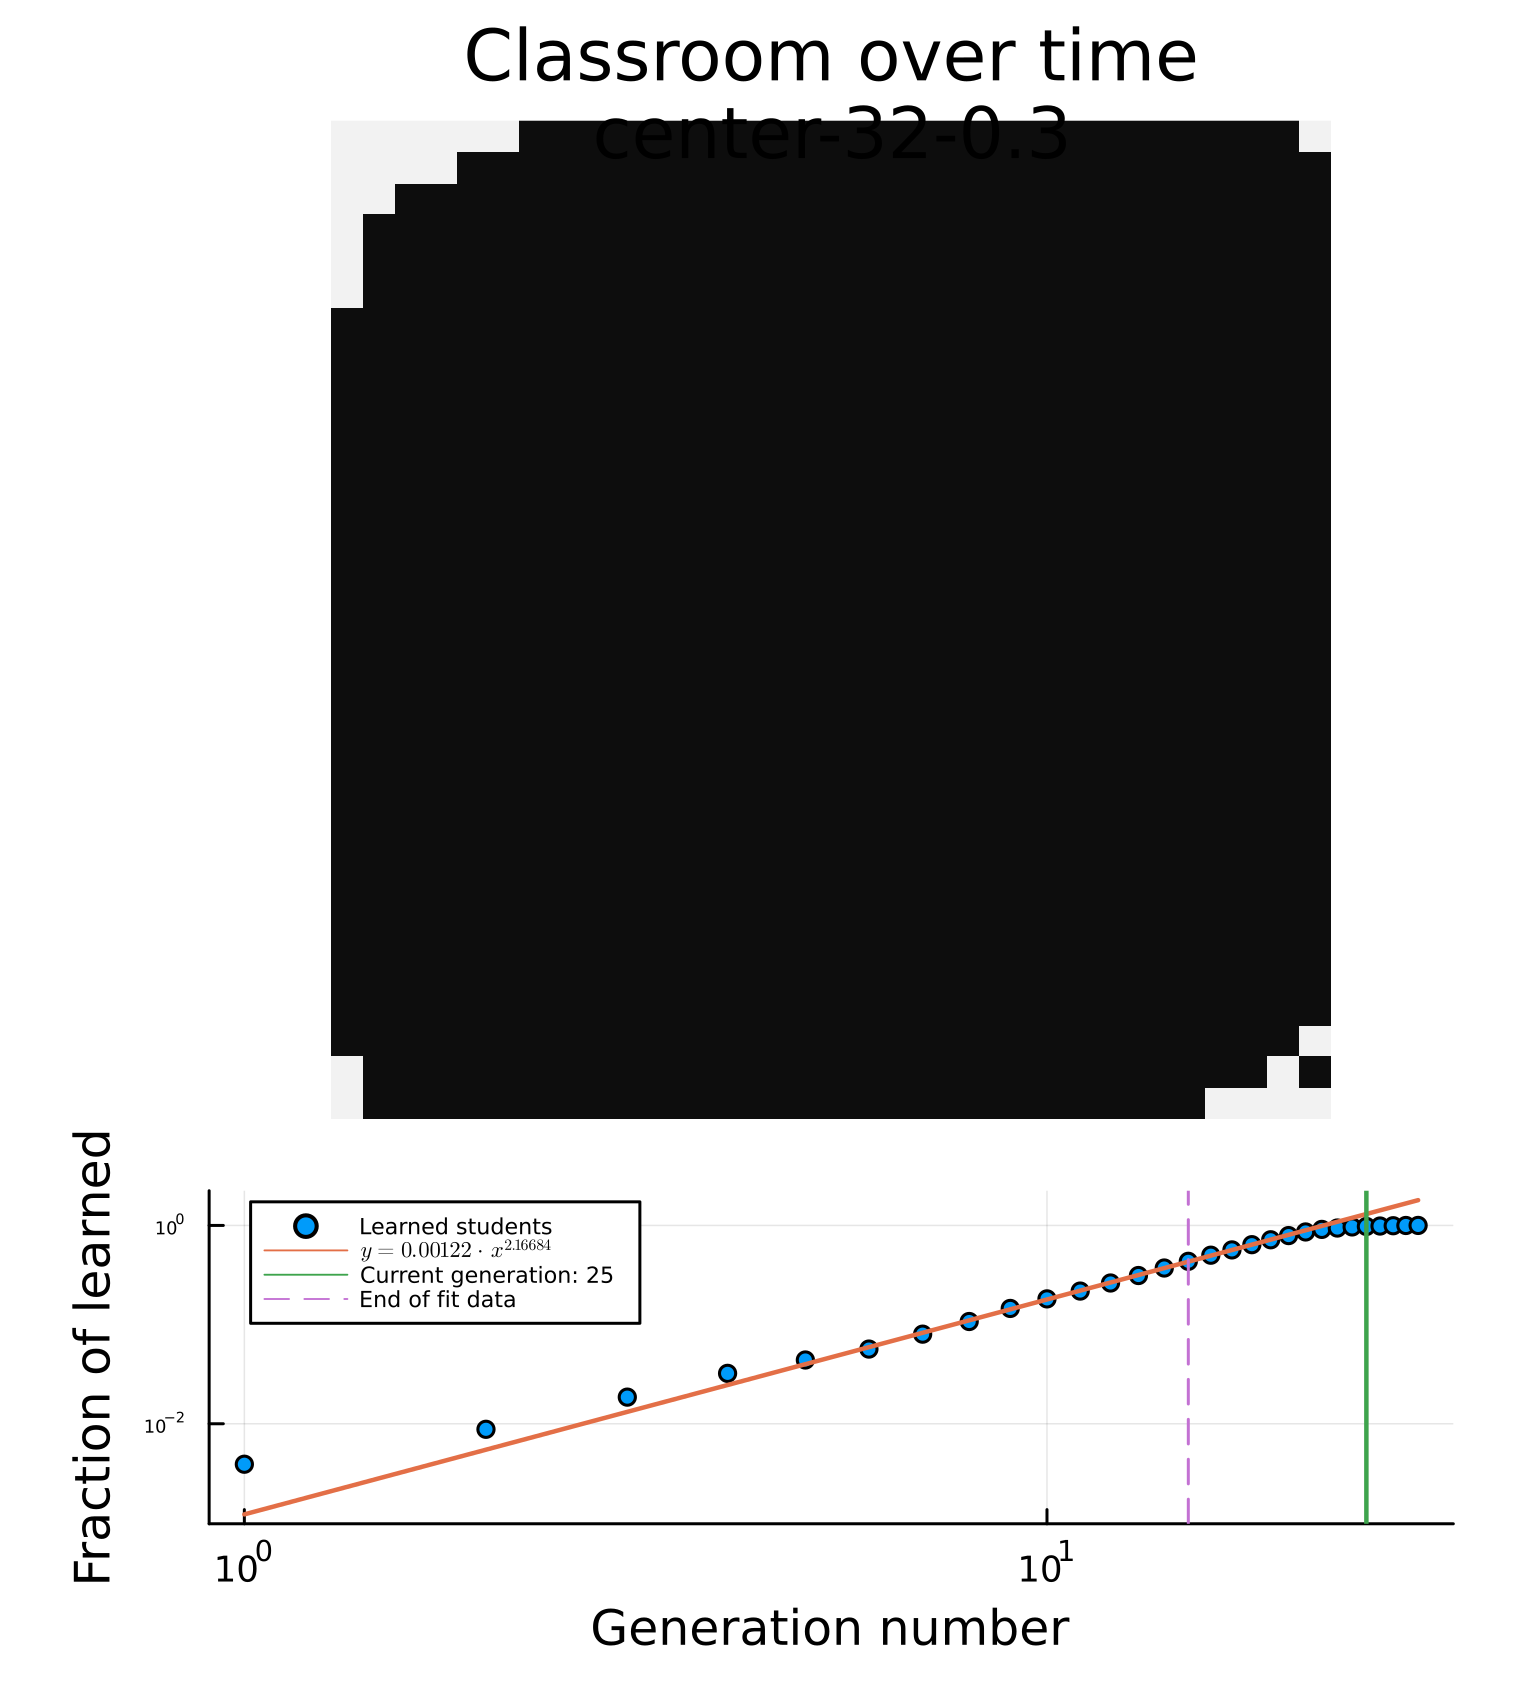 Classroom over time
center-32-0.3
Fraction of learned
10^0
10^-2
Learned students
y = 0.00122 · x^2.16684
Current generation: 25
End of fit data
10^0
10^1
Generation number